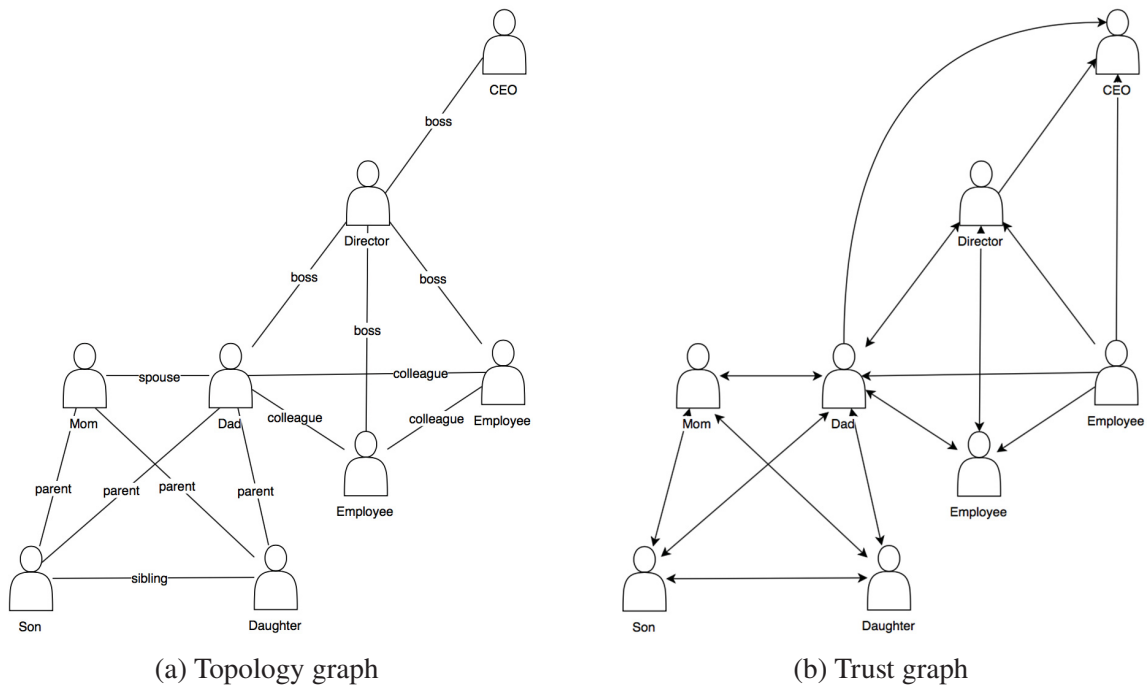 CEO
boss
Director
boss
boss
boss
spouse
colleague
Mom
Dad
colleague
colleague
Employee
parent
parent
parent
parent
Employee
sibling
Son
Daughter
(a) Topology graph
CEO
Director
Mom
Dad
Employee
Employee
Son
Daughter
(b) Trust graph